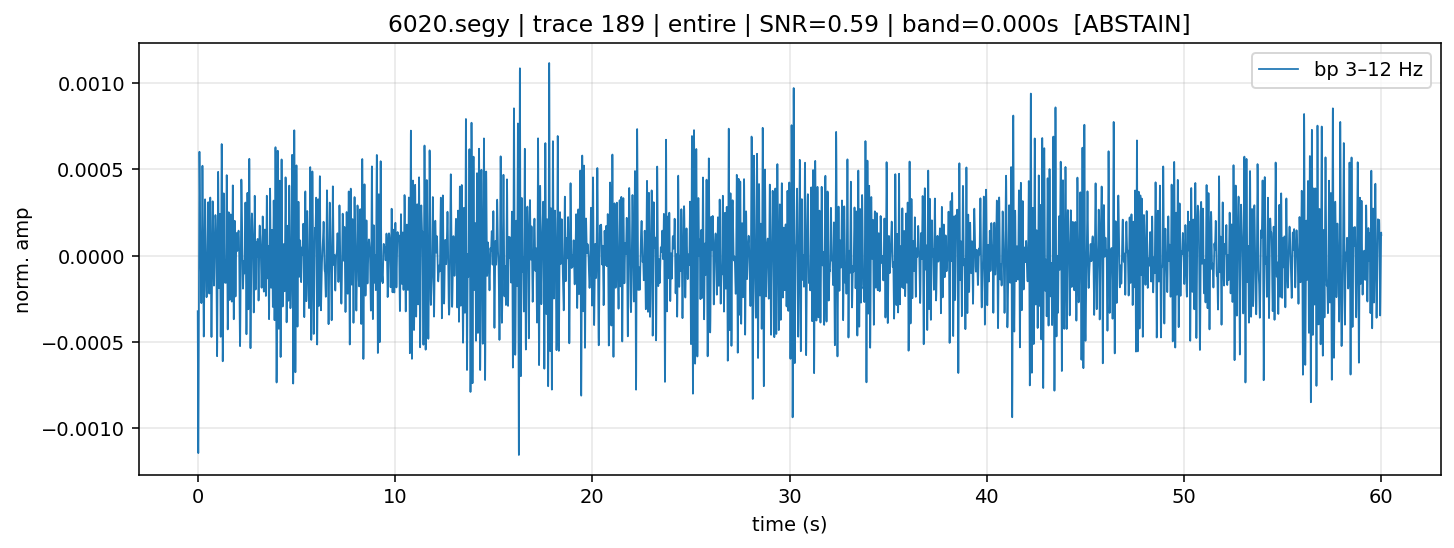 6020.segy | trace 189 | entire | SNR=0.59 | band=0.000s  [ABSTAIN]
bp 3–12 Hz
norm. amp
0.0010
0.0005
0.0000
−0.0005
−0.0010
0 10 20 30 40 50 60
time (s)